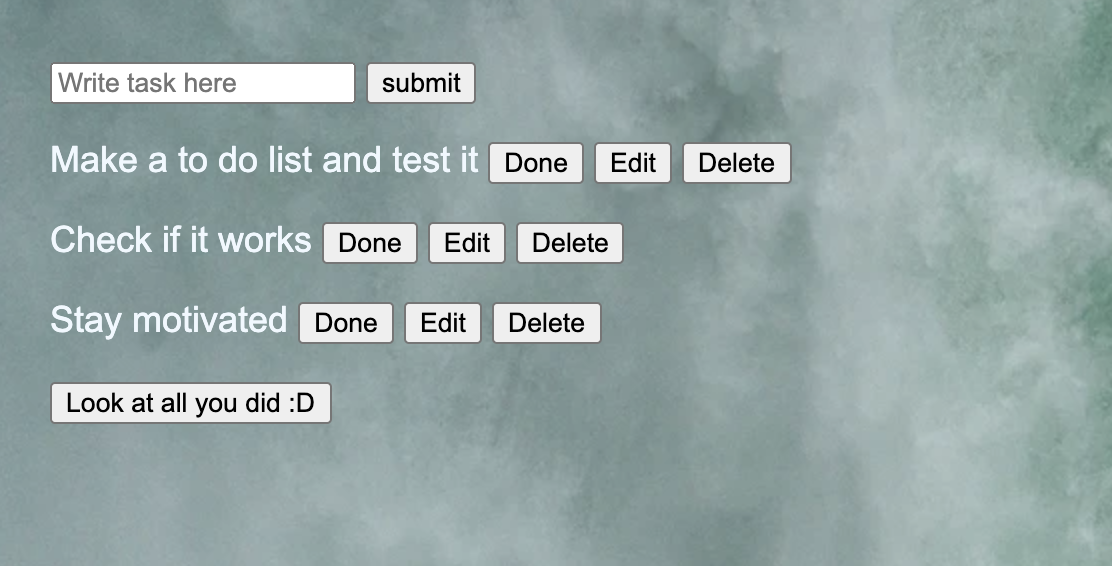 Write task here submit
Make a to do list and test it Done Edit Delete
Check if it works Done Edit Delete
Stay motivated Done Edit Delete
Look at all you did :D